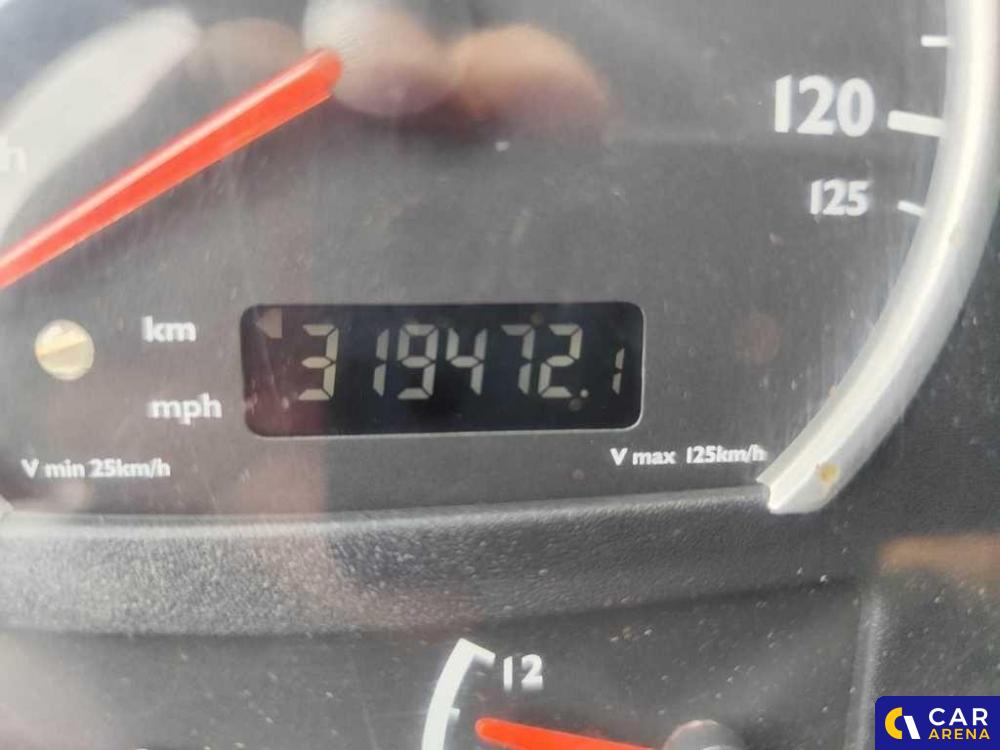 120
125
km
319472.1
mph
V min 25km/h
V max 125km/h
12
CAR
ARENA